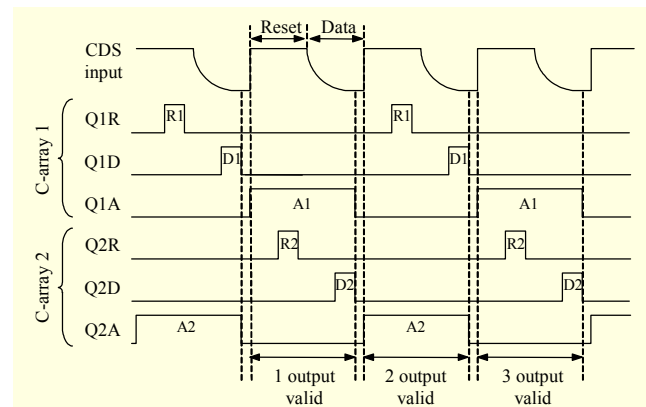 Reset Data
CDS
input
C-array 1
Q1R R1 R1
Q1D D1 D1
Q1A A1 A1
C-array 2
Q2R R2 R2
Q2D D2 D2
Q2A A2 A2
1 output
valid
2 output
valid
3 output
valid